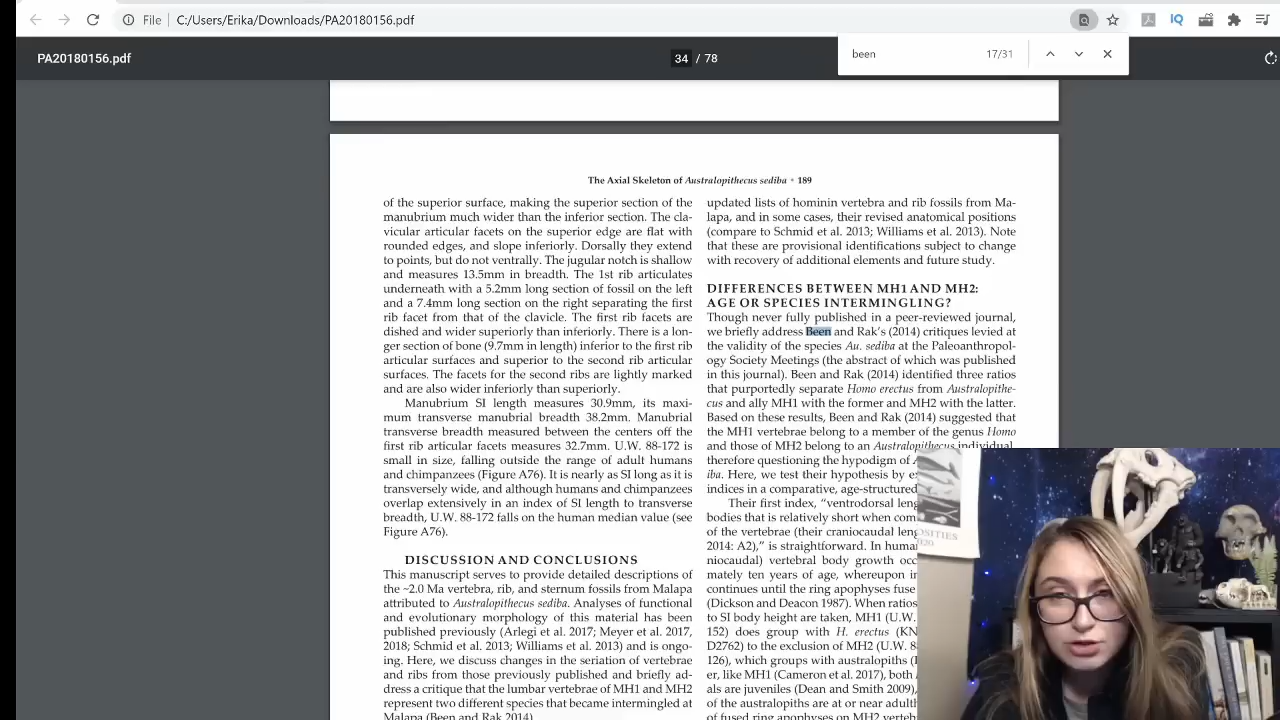 File
C:/Users/Erika/Downloads/PA20180156.pdf
IQ
PA20180156.pdf
34 / 78
been
17/31
The Axial Skeleton of Australopithecus sediba • 189
of the superior surface, making the superior section of the
manubrium much wider than the inferior section. The cla-
vicular articular facets on the superior edge are flat with
rounded edges, and slope inferiorly. Dorsally they extend
to points, but do not ventrally. The jugular notch is shallow
and measures 13.5mm in breadth. The 1st rib articulates
underneath with a 5.2mm long section of fossil on the left
and a 7.4mm long section on the right separating the first
rib facet from that of the clavicle. The first rib facets are
dished and wider superiorly than inferiorly. There is a lon-
ger section of bone (9.7mm in length) inferior to the first rib
articular surfaces and superior to the second rib articular
surfaces. The facets for the second ribs are lightly marked
and are also wider inferiorly than superiorly.
Manubrium SI length measures 30.9mm, its maxi-
mum transverse manubrial breadth 38.2mm. Manubrial
transverse breadth measured between the centers off the
first rib articular facets measures 32.7mm. U.W. 88-172 is
small in size, falling outside the range of adult humans
and chimpanzees (Figure A76). It is nearly as SI long as it is
transversely wide, and although humans and chimpanzees
overlap extensively in an index of SI length to transverse
breadth, U.W. 88-172 falls on the human median value (see
Figure A76).
DISCUSSION AND CONCLUSIONS
This manuscript serves to provide detailed descriptions of
the ~2.0 Ma vertebra, rib, and sternum fossils from Malapa
attributed to Australopithecus sediba. Analyses of functional
and evolutionary morphology of this material has been
published previously (Arlegi et al. 2017; Meyer et al. 2017,
2018; Schmid et al. 2013; Williams et al. 2013) and is ongo-
ing. Here, we discuss changes in the seriation of vertebrae
and ribs from those previously published and briefly ad-
dress a critique that the lumbar vertebrae of MH1 and MH2
represent two different species that became intermingled at
Malapa (Been and Rak 2014).
updated lists of hominin vertebra and rib fossils from Ma-
lapa, and in some cases, their revised anatomical positions
(compare to Schmid et al. 2013; Williams et al. 2013). Note
that these are provisional identifications subject to change
with recovery of additional elements and future study.
DIFFERENCES BETWEEN MH1 AND MH2:
AGE OR SPECIES INTERMINGLING?
Though never fully published in a peer-reviewed journal,
we briefly address Been and Rak's (2014) critiques levied at
the validity of the species Au. sediba at the Paleoanthropol-
ogy Society Meetings (the abstract of which was published
in this journal). Been and Rak (2014) identified three ratios
that purportedly separate Homo erectus from Australopithe-
cus and ally MH1 with the former and MH2 with the latter.
Based on these results, Been and Rak (2014) suggested that
the MH1 vertebrae belong to a member of the genus Homo
and those of MH2 belong to an Australopithecus individual,
therefore questioning the hypodigm of
iba. Here, we test their hypothesis by
indices in a comparative, age-structured
Their first index, "ventrodorsal
bodies that is relatively short when
of the vertebrae (their craniocaudal
2014: A2)," is straightforward. In
niocaudal) vertebral body growth
mately ten years of age, whereupon
continues until the ring apophyses fuse
(Dickson and Deacon 1987). When ratios
to SI body height are taken, MH1 (U.W.
152) does group with H. erectus (KN
D2762) to the exclusion of MH2 (U.W. 8
126), which groups with australopiths
er, like MH1 (Cameron et al. 2017), both
als are juveniles (Dean and Smith 2009),
of the australopiths are at or near
of fused ring apophyses on MH2
OSITIES
2020